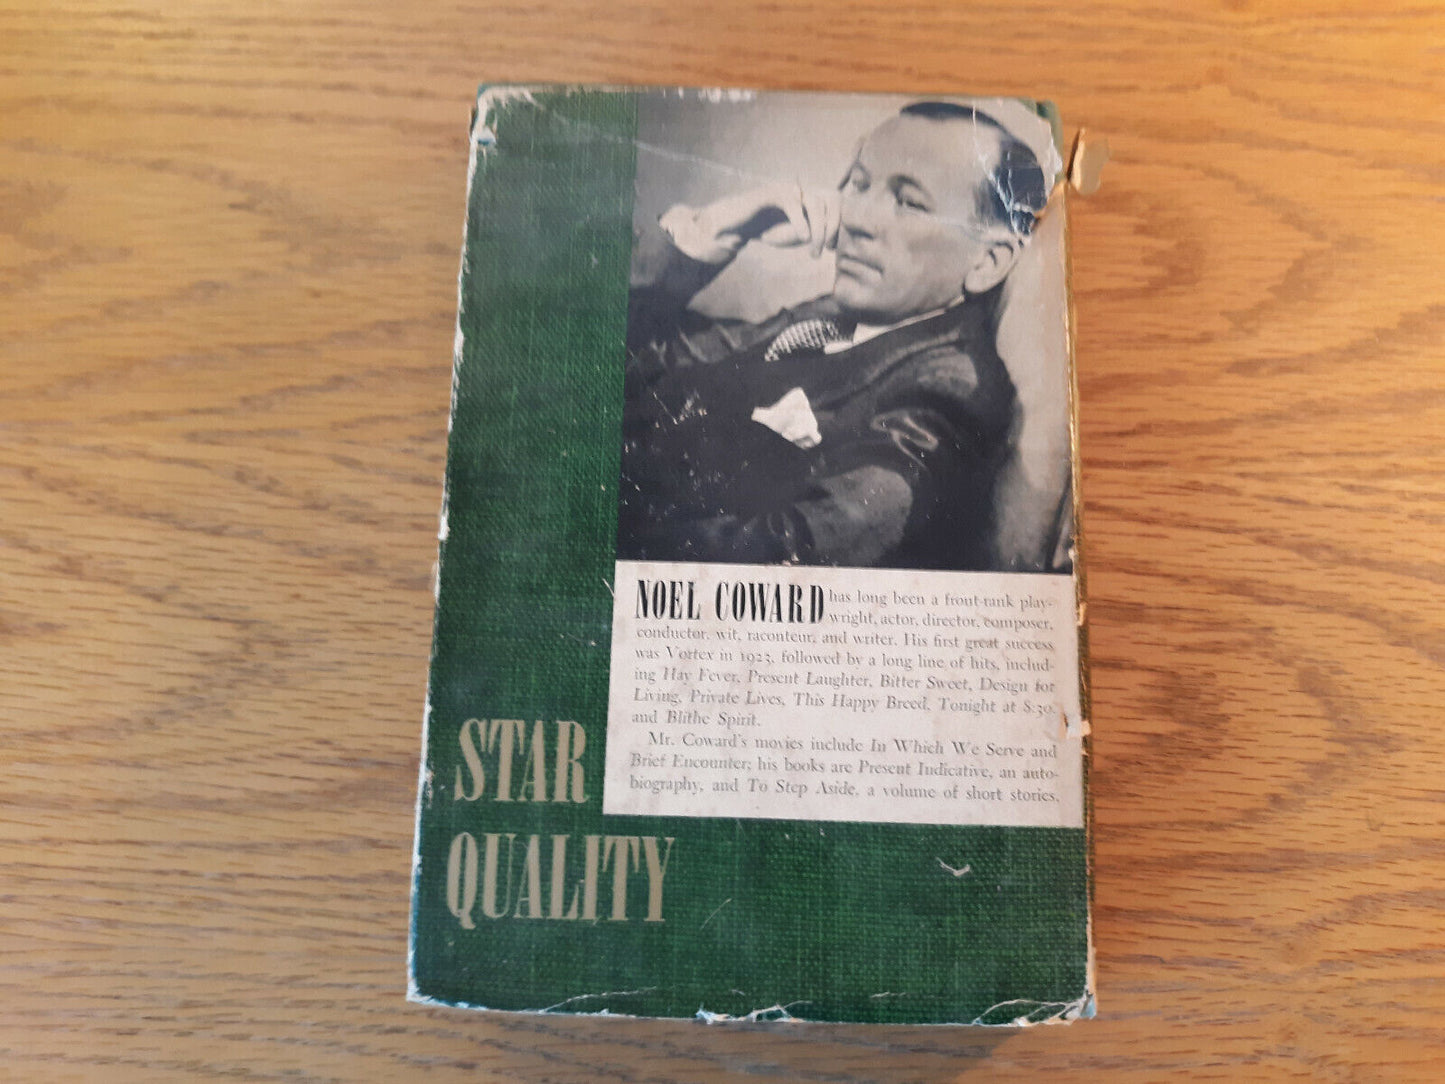 NOEL COWARD has long been a front-rank play-
wright, actor, director, composer,
conductor, wit, raconteur, and writer. His first great success
was Vortex in 1923, followed by a long line of hits, includ-
ing Hay Fever, Present Laughter, Bitter Sweet, Design for
Living, Private Lives, This Happy Breed, Tonight at 8:30,
and Blithe Spirit.
Mr. Coward's movies include In Which We Serve and
Brief Encounter; his books are Present Indicative, an auto-
biography, and To Step Aside, a volume of short stories.
STAR
QUALITY